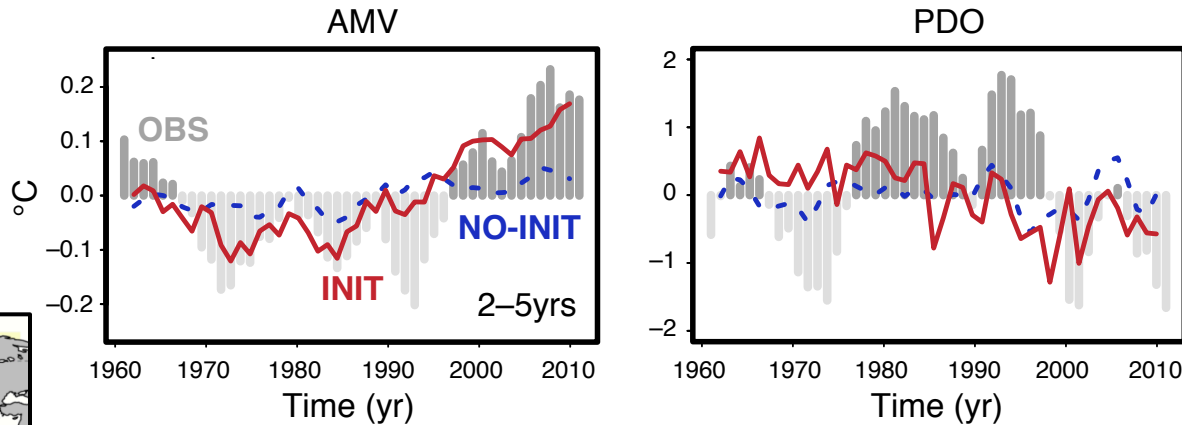 AMV
°C
0.2
0.1
0.0
–0.1
–0.2
OBS
NO-INIT
INIT
2–5yrs
1960 1970 1980 1990 2000 2010
Time (yr)
PDO
2
1
0
–1
–2
1960 1970 1980 1990 2000 2010
Time (yr)